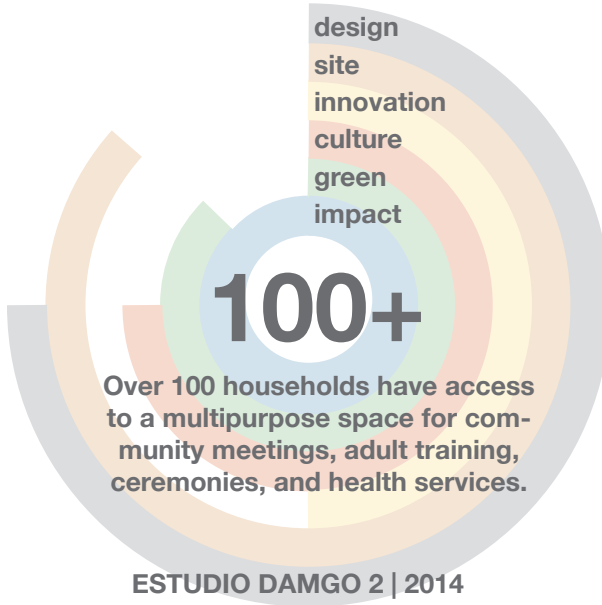 design
site
innovation
culture
green
impact
100+
Over 100 households have access
to a multipurpose space for com-
munity meetings, adult training,
ceremonies, and health services.
ESTUDIO DAMGO 2 | 2014